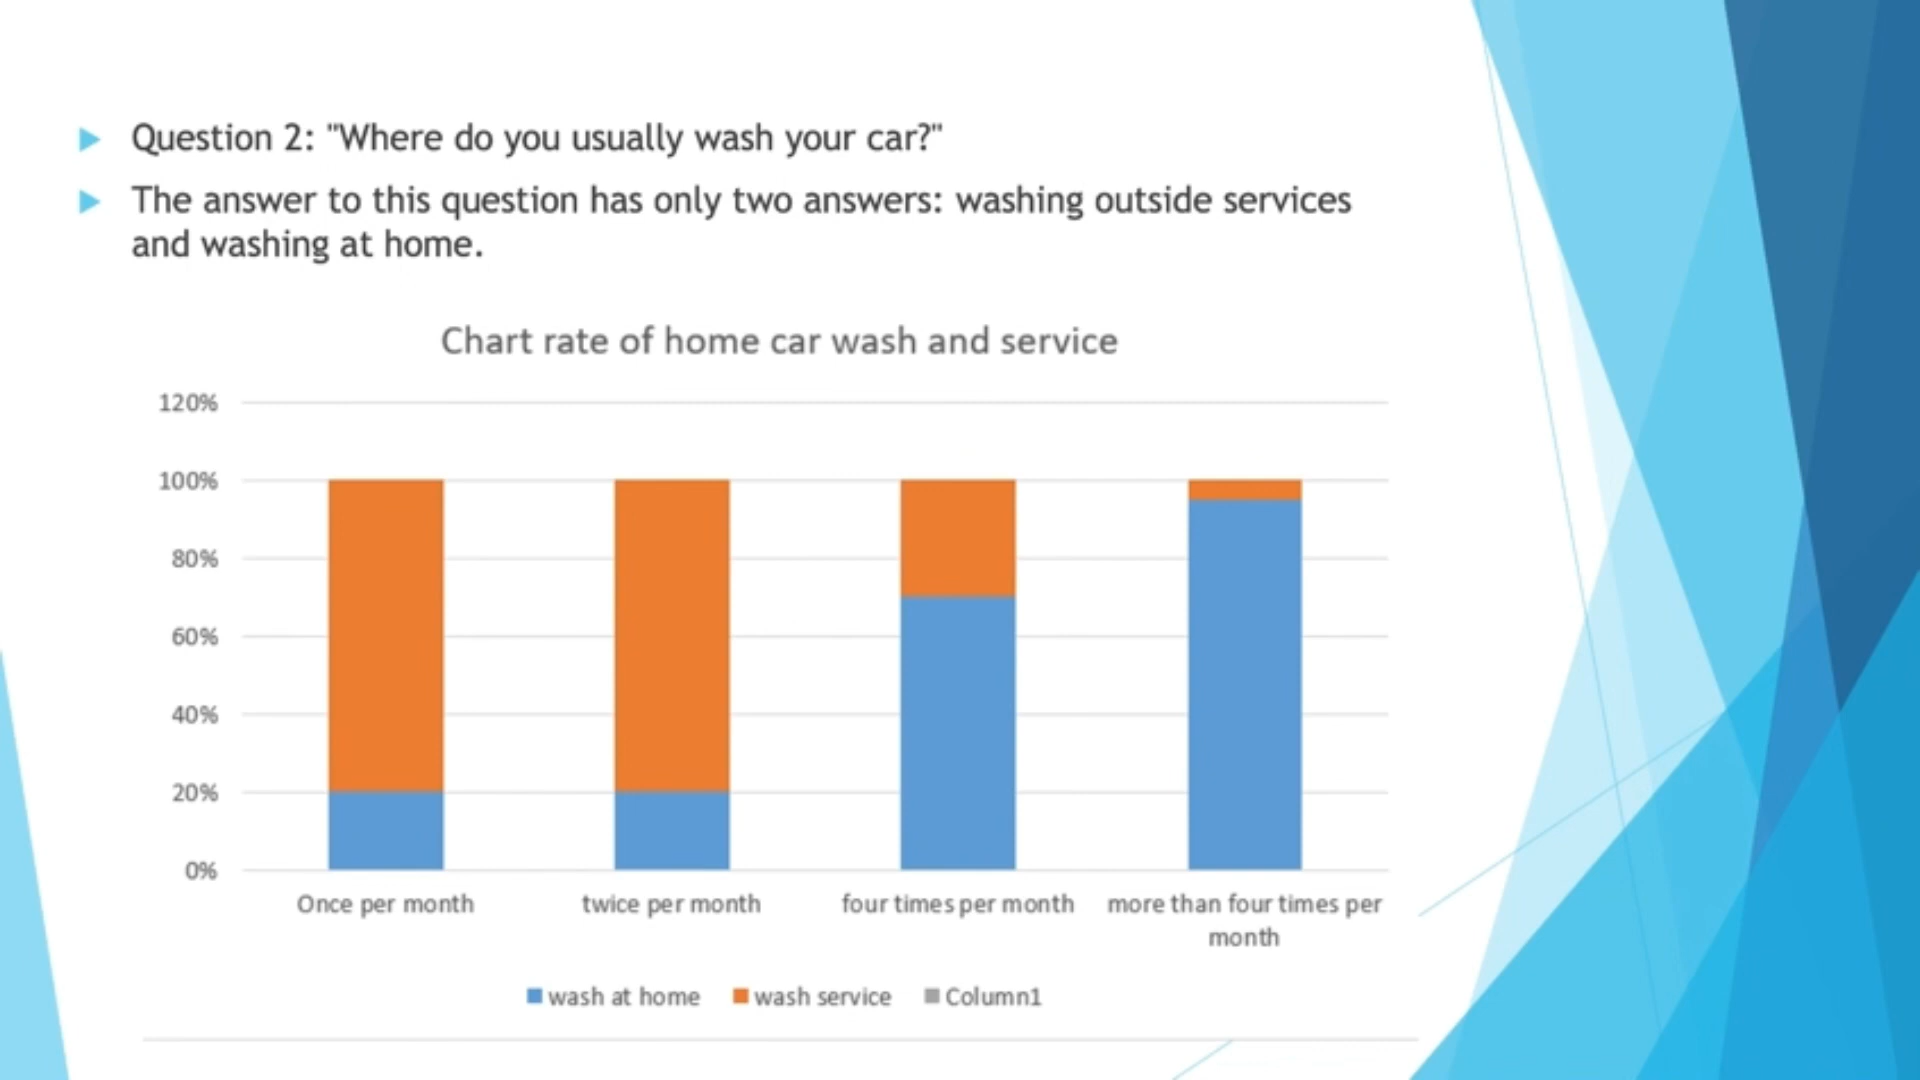 Question 2: "Where do you usually wash your car?"
The answer to this question has only two answers: washing outside services
and washing at home.
Chart rate of home car wash and service
120%
100%
80%
60%
40%
20%
0%
Once per month
twice per month
four times per month
more than four times per
month
wash at home
wash service
Column1